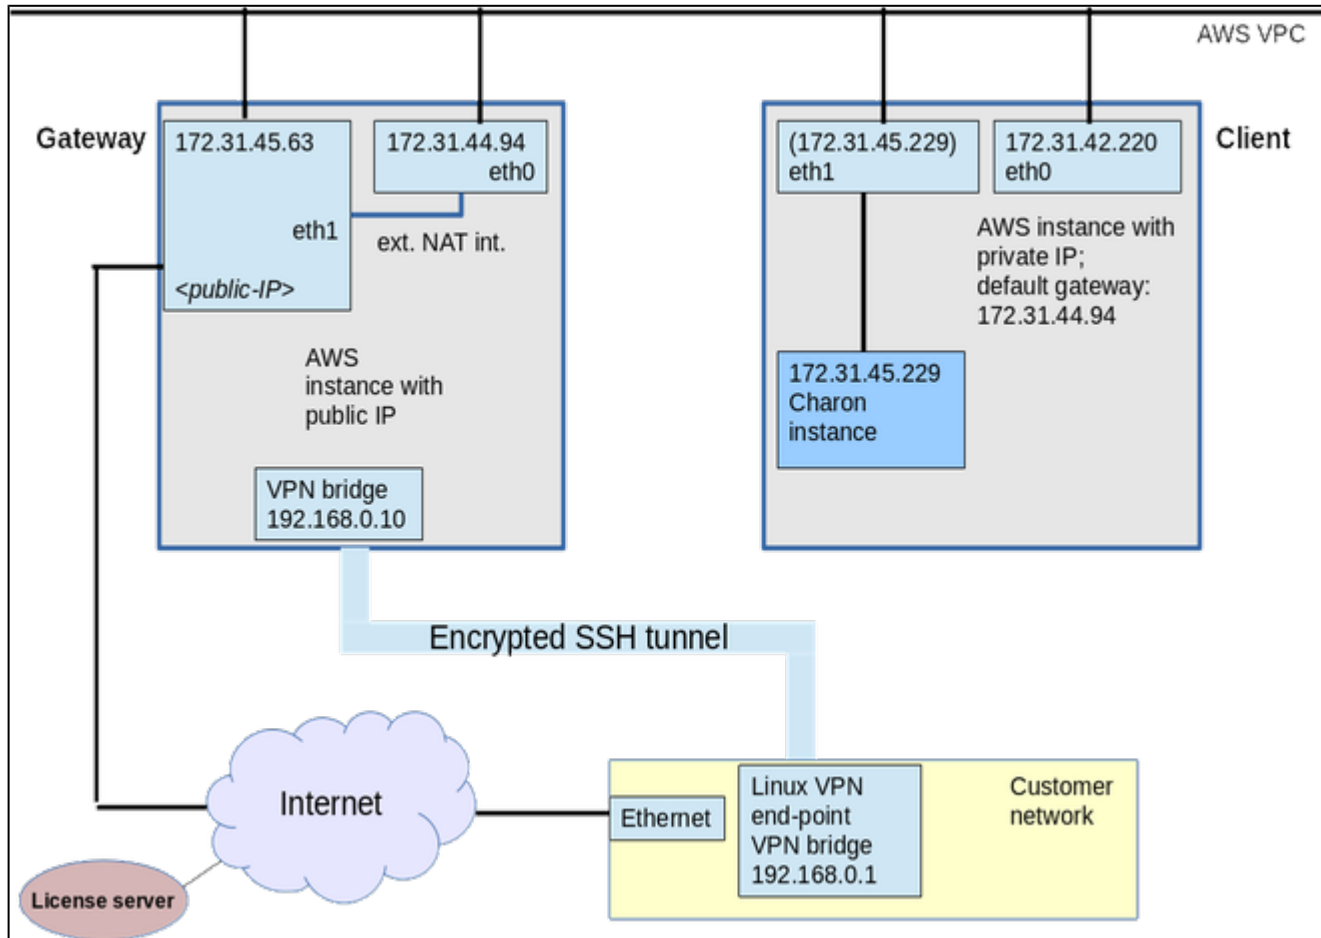 AWS VPC
Gateway
172.31.45.63
eth1
<public-IP>
172.31.44.94
eth0
ext. NAT int.
AWS
instance with
public IP
VPN bridge
192.168.0.10
(172.31.45.229)
eth1
172.31.42.220
eth0
Client
AWS instance with
private IP;
default gateway:
172.31.44.94
172.31.45.229
Charon
instance
Encrypted SSH tunnel
Internet
License server
Ethernet
Linux VPN
end-point
VPN bridge
192.168.0.1
Customer
network